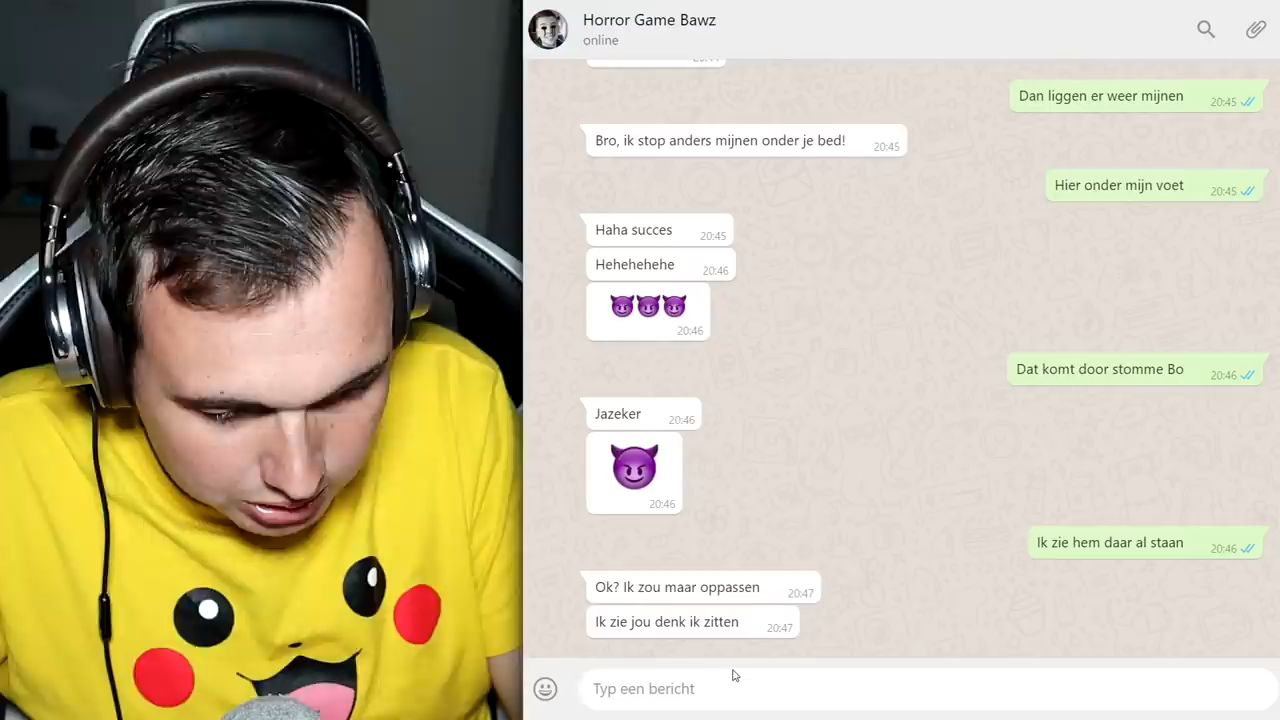 Horror Game Bawz
online
Dan liggen er weer mijnen 20:45
Bro, ik stop anders mijnen onder je bed! 20:45
Hier onder mijn voet 20:45
Haha succes 20:45
Hehehehehe 20:46
😈😈😈
20:46
Dat komt door stomme Bo 20:46
Jazeker 20:46
😈
20:46
Ik zie hem daar al staan 20:46
Ok? Ik zou maar oppassen 20:47
Ik zie jou denk ik zitten 20:47
Typ een bericht